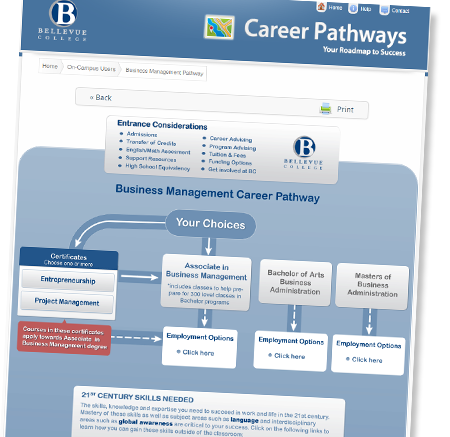 Home
Help
Contact
B
BELLEVUE
COLLEGE
Career Pathways
Your Roadmap to Success
Home
On-Campus Users
Business Management Pathway
« Back
Print
Entrance Considerations
• Admissions
• Transfer of Credits
• English/Math Assesment
• Support Resources
• High School Equivalency
• Career Advising
• Program Advising
• Tuition & Fees
• Funding Options
• Get involved at BC
B
BELLEVUE
COLLEGE
Business Management Career Pathway
Your Choices
Certificates
Choose one or more
Entrepreneurship
Project Management
Courses in these certificates
apply towards Associate in
Business Management degree
Associate in
Business Management
*Includes classes to help pre-
pare for 300 level classes in
Bachelor programs
Bachelor of Arts
Business
Administration
Masters of
Business
Administration
Employment Options
• Click here
Employment Options
• Click here
Employment Options
• Click here
21ST CENTURY SKILLS NEEDED
The skills, knowledge and expertise you need to succeed in work and life in the 21st century.
Mastery of these skills as well as subject areas such as language and interdisciplinary
areas such as global awareness are critical to your success. Click on the following links to
learn how you can gain these skills outside of the classroom.